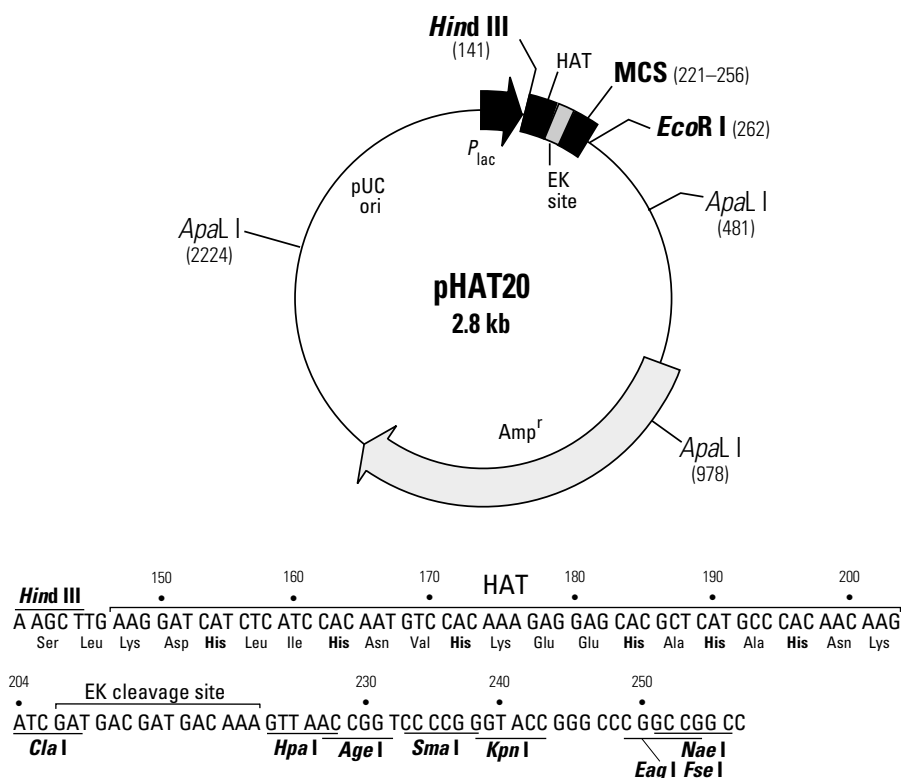 Hind III
(141)
HAT
MCS (221–256)
EcoR I (262)
Plac
EK
site
pUC
ori
ApaL I
(481)
ApaL I
(2224)
pHAT20
2.8 kb
Ampr
ApaL I
(978)
Hind III 150 160 170 HAT 180 190 200
A AGC TTG AAG GAT CAT CTC ATC CAC AAT GTC CAC AAA GAG GAG CAC GCT CAT GCC CAC AAC AAG
Ser Leu Lys Asp His Leu Ile His Asn Val His Lys Glu Glu His Ala His Ala His Asn Lys
204 EK cleavage site 230 240 250
ATC GAT GAC GAT GAC AAA GTT AAC CGG TCC CCG GGT ACC GGG CCC GGC CGG CC
Cla I Hpa I Age I Sma I Kpn I Nae I
Eag I Fse I